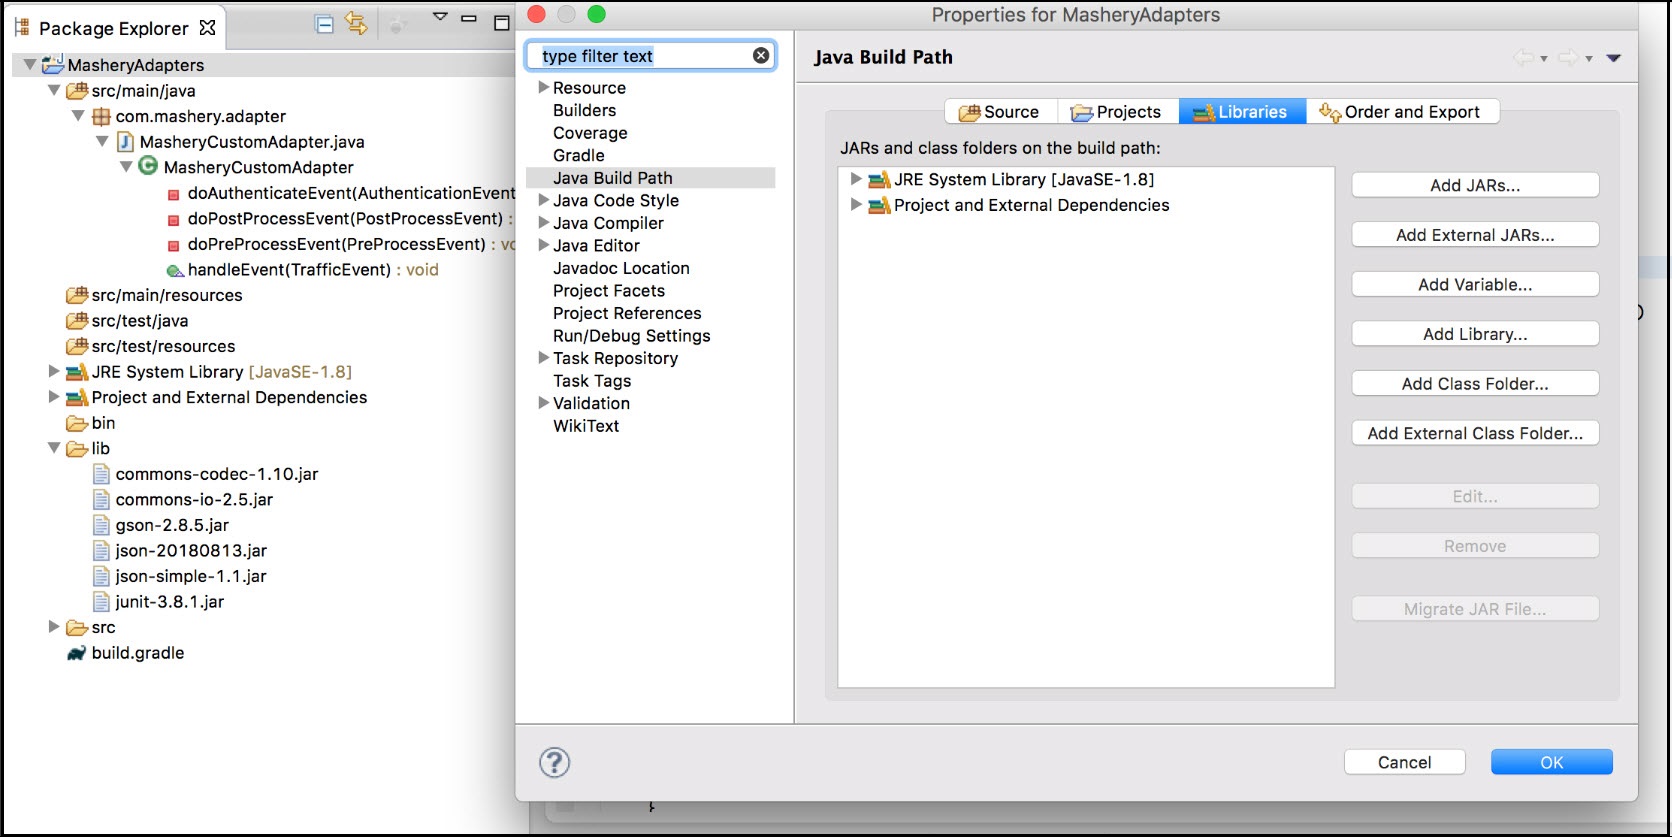 Package Explorer
MasheryAdapters
src/main/java
com.mashery.adapter
MasheryCustomAdapter.java
MasheryCustomAdapter
doAuthenticateEvent(AuthenticationEvent
doPostProcessEvent(PostProcessEvent) :
doPreProcessEvent(PreProcessEvent) : vo
handleEvent(TrafficEvent) : void
src/main/resources
src/test/java
src/test/resources
JRE System Library [JavaSE-1.8]
Project and External Dependencies
bin
lib
commons-codec-1.10.jar
commons-io-2.5.jar
gson-2.8.5.jar
json-20180813.jar
json-simple-1.1.jar
junit-3.8.1.jar
src
build.gradle
Properties for MasheryAdapters
type filter text
Resource
Builders
Coverage
Gradle
Java Build Path
Java Code Style
Java Compiler
Java Editor
Javadoc Location
Project Facets
Project References
Run/Debug Settings
Task Repository
Task Tags
Validation
WikiText
Java Build Path
Source Projects Libraries Order and Export
JARs and class folders on the build path:
JRE System Library [JavaSE-1.8]
Project and External Dependencies
Add JARs...
Add External JARs...
Add Variable...
Add Library...
Add Class Folder...
Add External Class Folder...
Edit...
Remove
Migrate JAR File...
?
Cancel OK
}